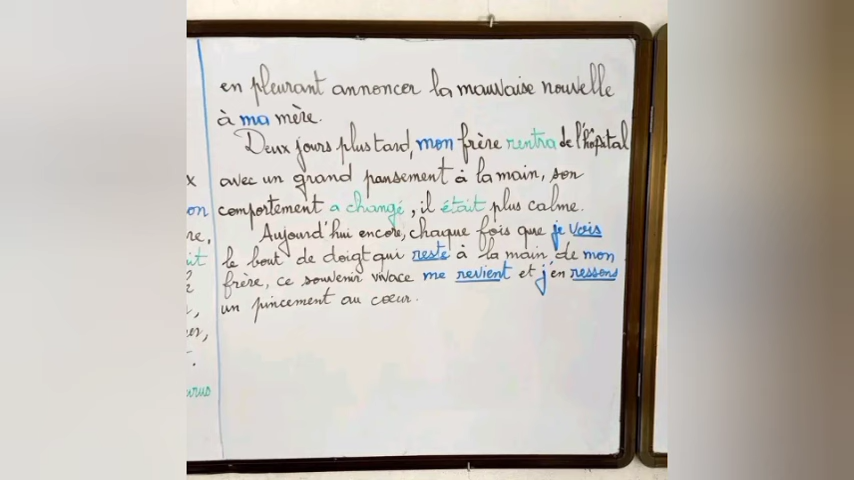 en pleurant annoncer la mauvaise nouvelle
à ma mère.
Deux jours plus tard, mon frère rentra de l'hôpital
avec un grand pansement à la main, son
comportement a changé, il était plus calme.
Aujourd'hui encore, chaque fois que je vois
le bout de doigt qui reste à la main de mon
frère, ce souvenir vivace me revient et j'en ressens
un pincement au cœur.